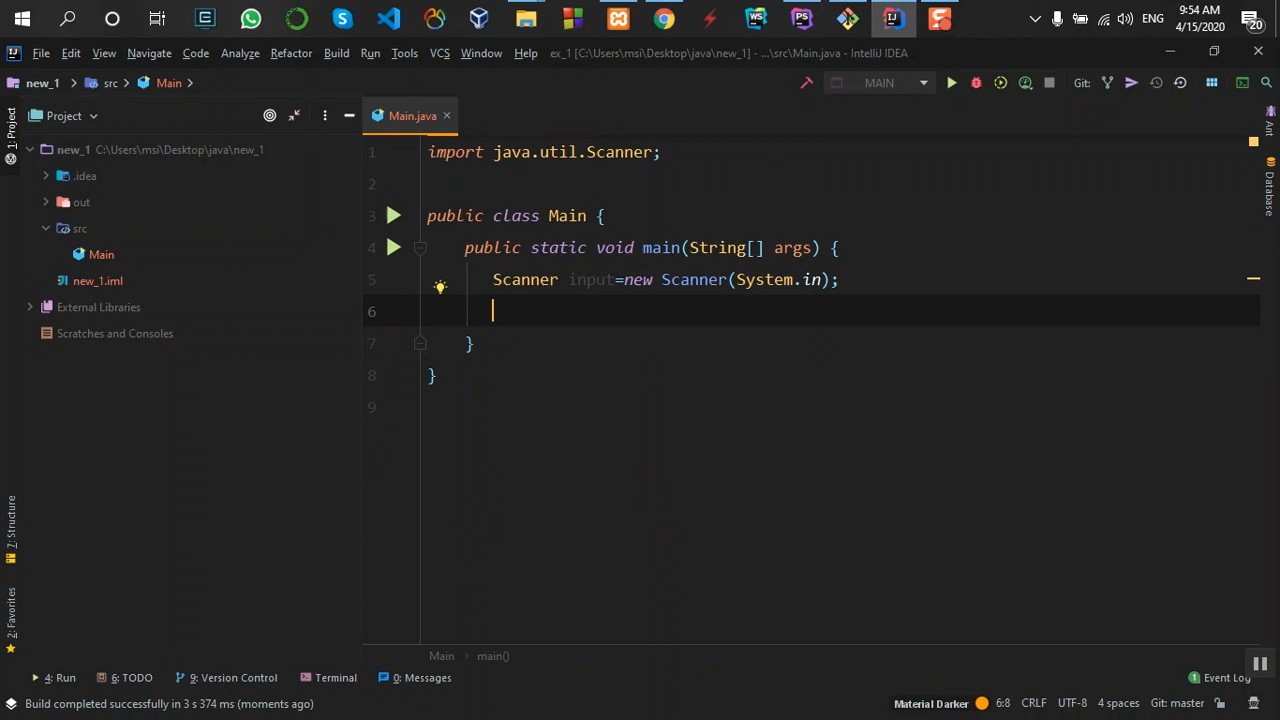 9:54 AM
ENG
4/15/2020
20
File Edit View Navigate Code Analyze Refactor Build Run Tools VCS Window Help
ex_1 [C:\Users\msi\Desktop\java\new_1] - ...\src\Main.java - IntelliJ IDEA
new_1 src Main
MAIN
Git:
Project
Main.java
1: Project
Ant
Database
new_1 C:\Users\msi\Desktop\java\new_1
.idea
out
src
Main
new_1.iml
External Libraries
Scratches and Consoles
1 import java.util.Scanner;
2
3 public class Main {
4 public static void main(String[] args) {
5 Scanner input=new Scanner(System.in);
6
7 }
8 }
9
7: Structure
2: Favorites
Main main()
4: Run 6: TODO 9: Version Control Terminal 0: Messages
1 Event Log
Build completed successfully in 3 s 374 ms (moments ago)
Material Darker 6:8 CRLF UTF-8 4 spaces Git: master